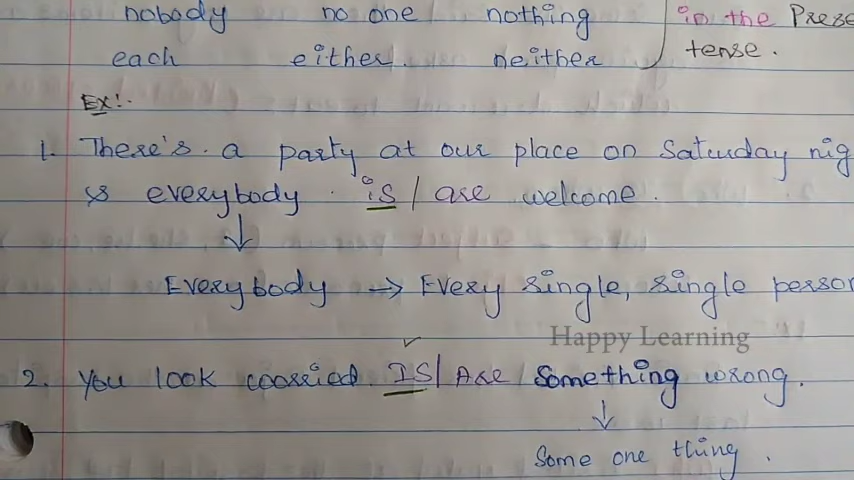 nobody no one nothing in the Prese
each either. neither tense.
Ex:-
1. There's a party at our place on Saturday nig
& everybody is / are welcome.
↓
Everybody → Every single, single person
Happy Learning
2. You look worried. IS / Are Something wrong.
↓
Some one thing.